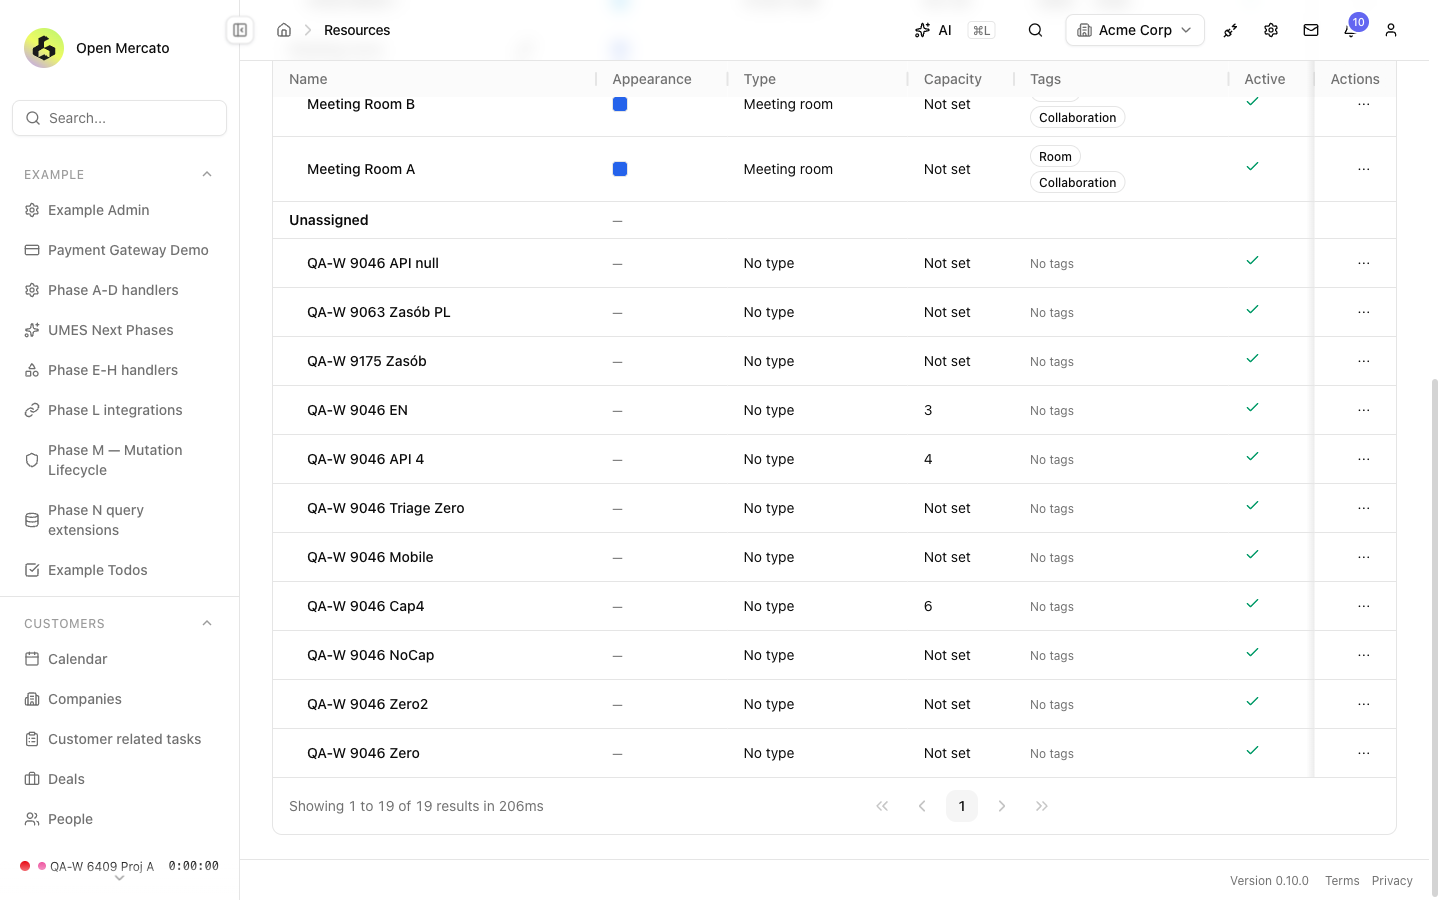 Open Mercato
Search...
EXAMPLE
Example Admin
Payment Gateway Demo
Phase A-D handlers
UMES Next Phases
Phase E-H handlers
Phase L integrations
Phase M — Mutation
Lifecycle
Phase N query
extensions
Example Todos
CUSTOMERS
Calendar
Companies
Customer related tasks
Deals
People
QA-W 6409 Proj A 0:00:00
Resources
AI ⌘L
Acme Corp
10
Name Appearance Type Capacity Tags Active Actions
Meeting Room B Meeting room Not set
Collaboration
Meeting Room A Meeting room Not set Room
Collaboration
Unassigned –
QA-W 9046 API null – No type Not set No tags
QA-W 9063 Zasób PL – No type Not set No tags
QA-W 9175 Zasób – No type Not set No tags
QA-W 9046 EN – No type 3 No tags
QA-W 9046 API 4 – No type 4 No tags
QA-W 9046 Triage Zero – No type Not set No tags
QA-W 9046 Mobile – No type Not set No tags
QA-W 9046 Cap4 – No type 6 No tags
QA-W 9046 NoCap – No type Not set No tags
QA-W 9046 Zero2 – No type Not set No tags
QA-W 9046 Zero – No type Not set No tags
Showing 1 to 19 of 19 results in 206ms
1
Version 0.10.0 Terms Privacy